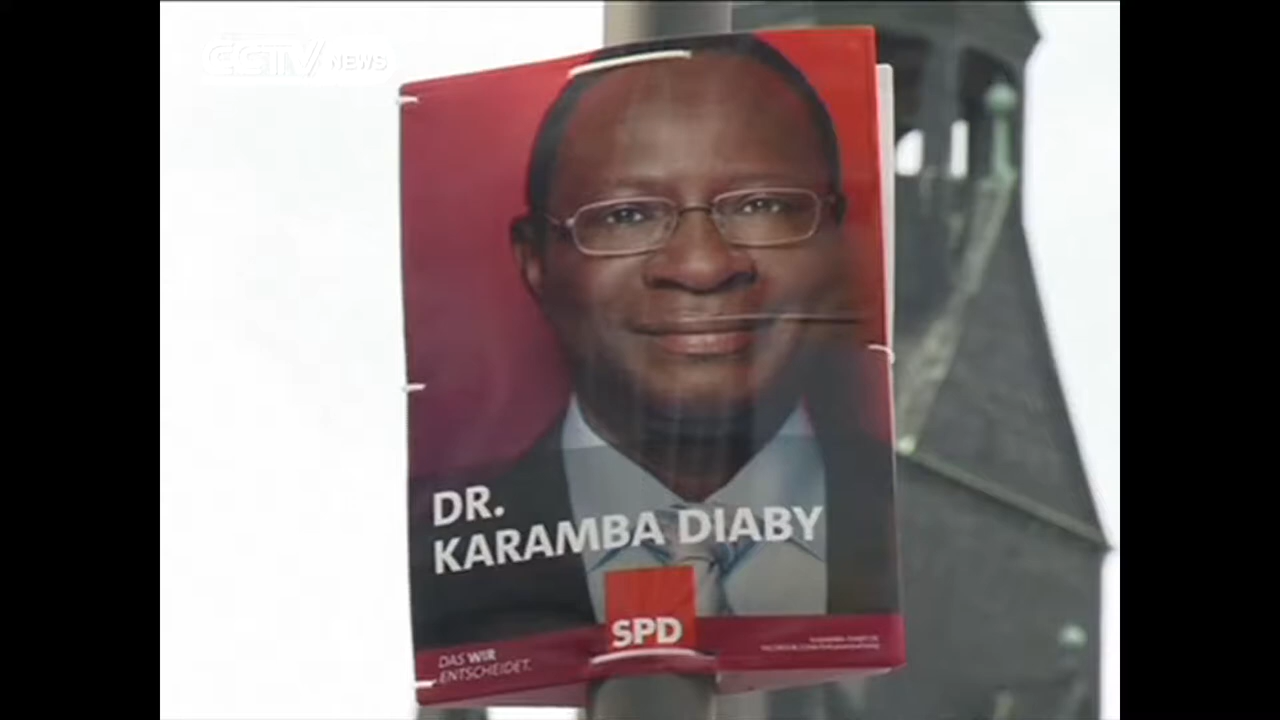 CCTV NEWS
DR.
KARAMBA DIABY
SPD
DAS WIR
ENTSCHEIDET.